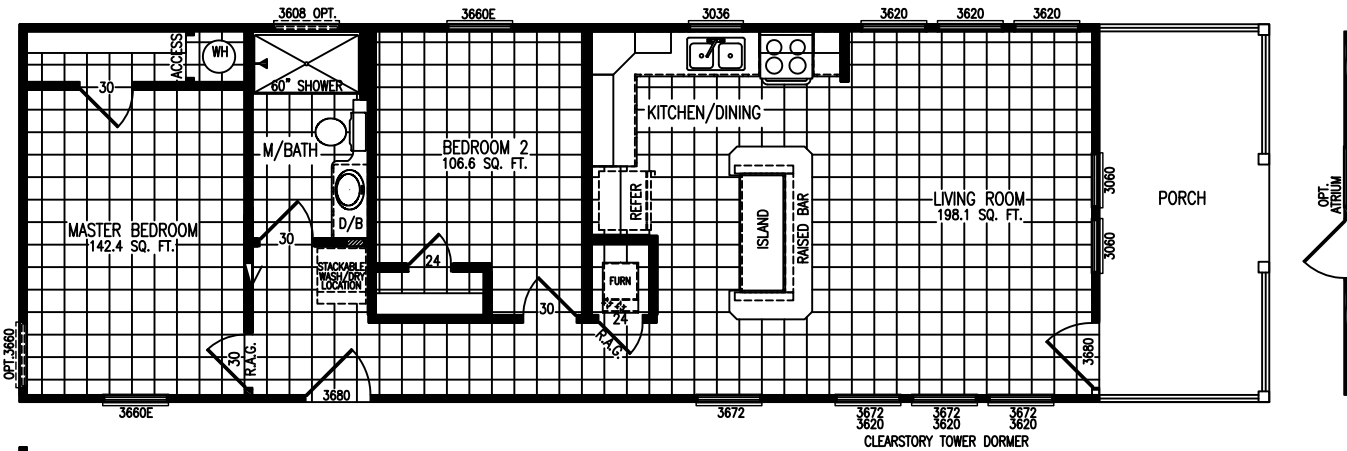 3608 OPT.
3660E
3036
3620
3620
3620
ACCESS
WH
30
60" SHOWER
M/BATH
D/B
30
STACKABLE
WASH/DRY
LOCATION
MASTER BEDROOM
142.4 SQ. FT.
OPT.3660
30
R.A.G.
3660E
3680
BEDROOM 2
106.6 SQ. FT.
24
30
KITCHEN/DINING
REFER
FURN
24
R.A.G.
ISLAND
RAISED BAR
LIVING ROOM
198.1 SQ. FT.
3060
3060
3680
PORCH
OPT.
ATRIUM
3672
3672
3620
3672
3620
3672
3620
CLEARSTORY TOWER DORMER